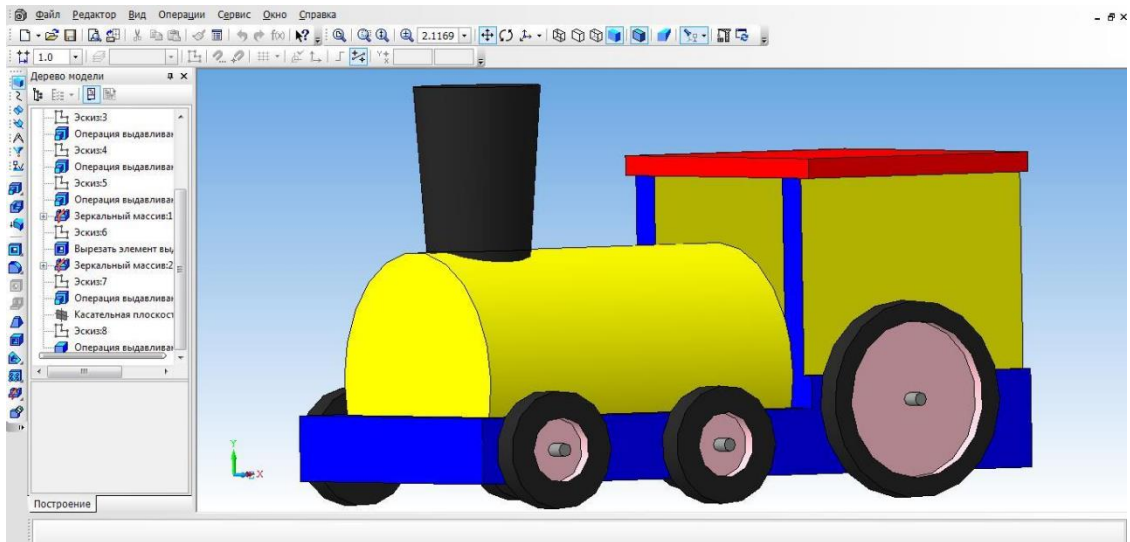 Файл Редактор Вид Операции Сервис Окно Справка
2.1169
1.0
Дерево модели
Эскиз:3
Операция выдавливан
Эскиз:4
Операция выдавливан
Эскиз:5
Операция выдавливан
Зеркальный массив:1
Эскиз:6
Вырезать элемент выд
Зеркальный массив:2
Эскиз:7
Операция выдавливан
Касательная плоскост
Эскиз:8
Операция выдавливан
Построение
Y
X